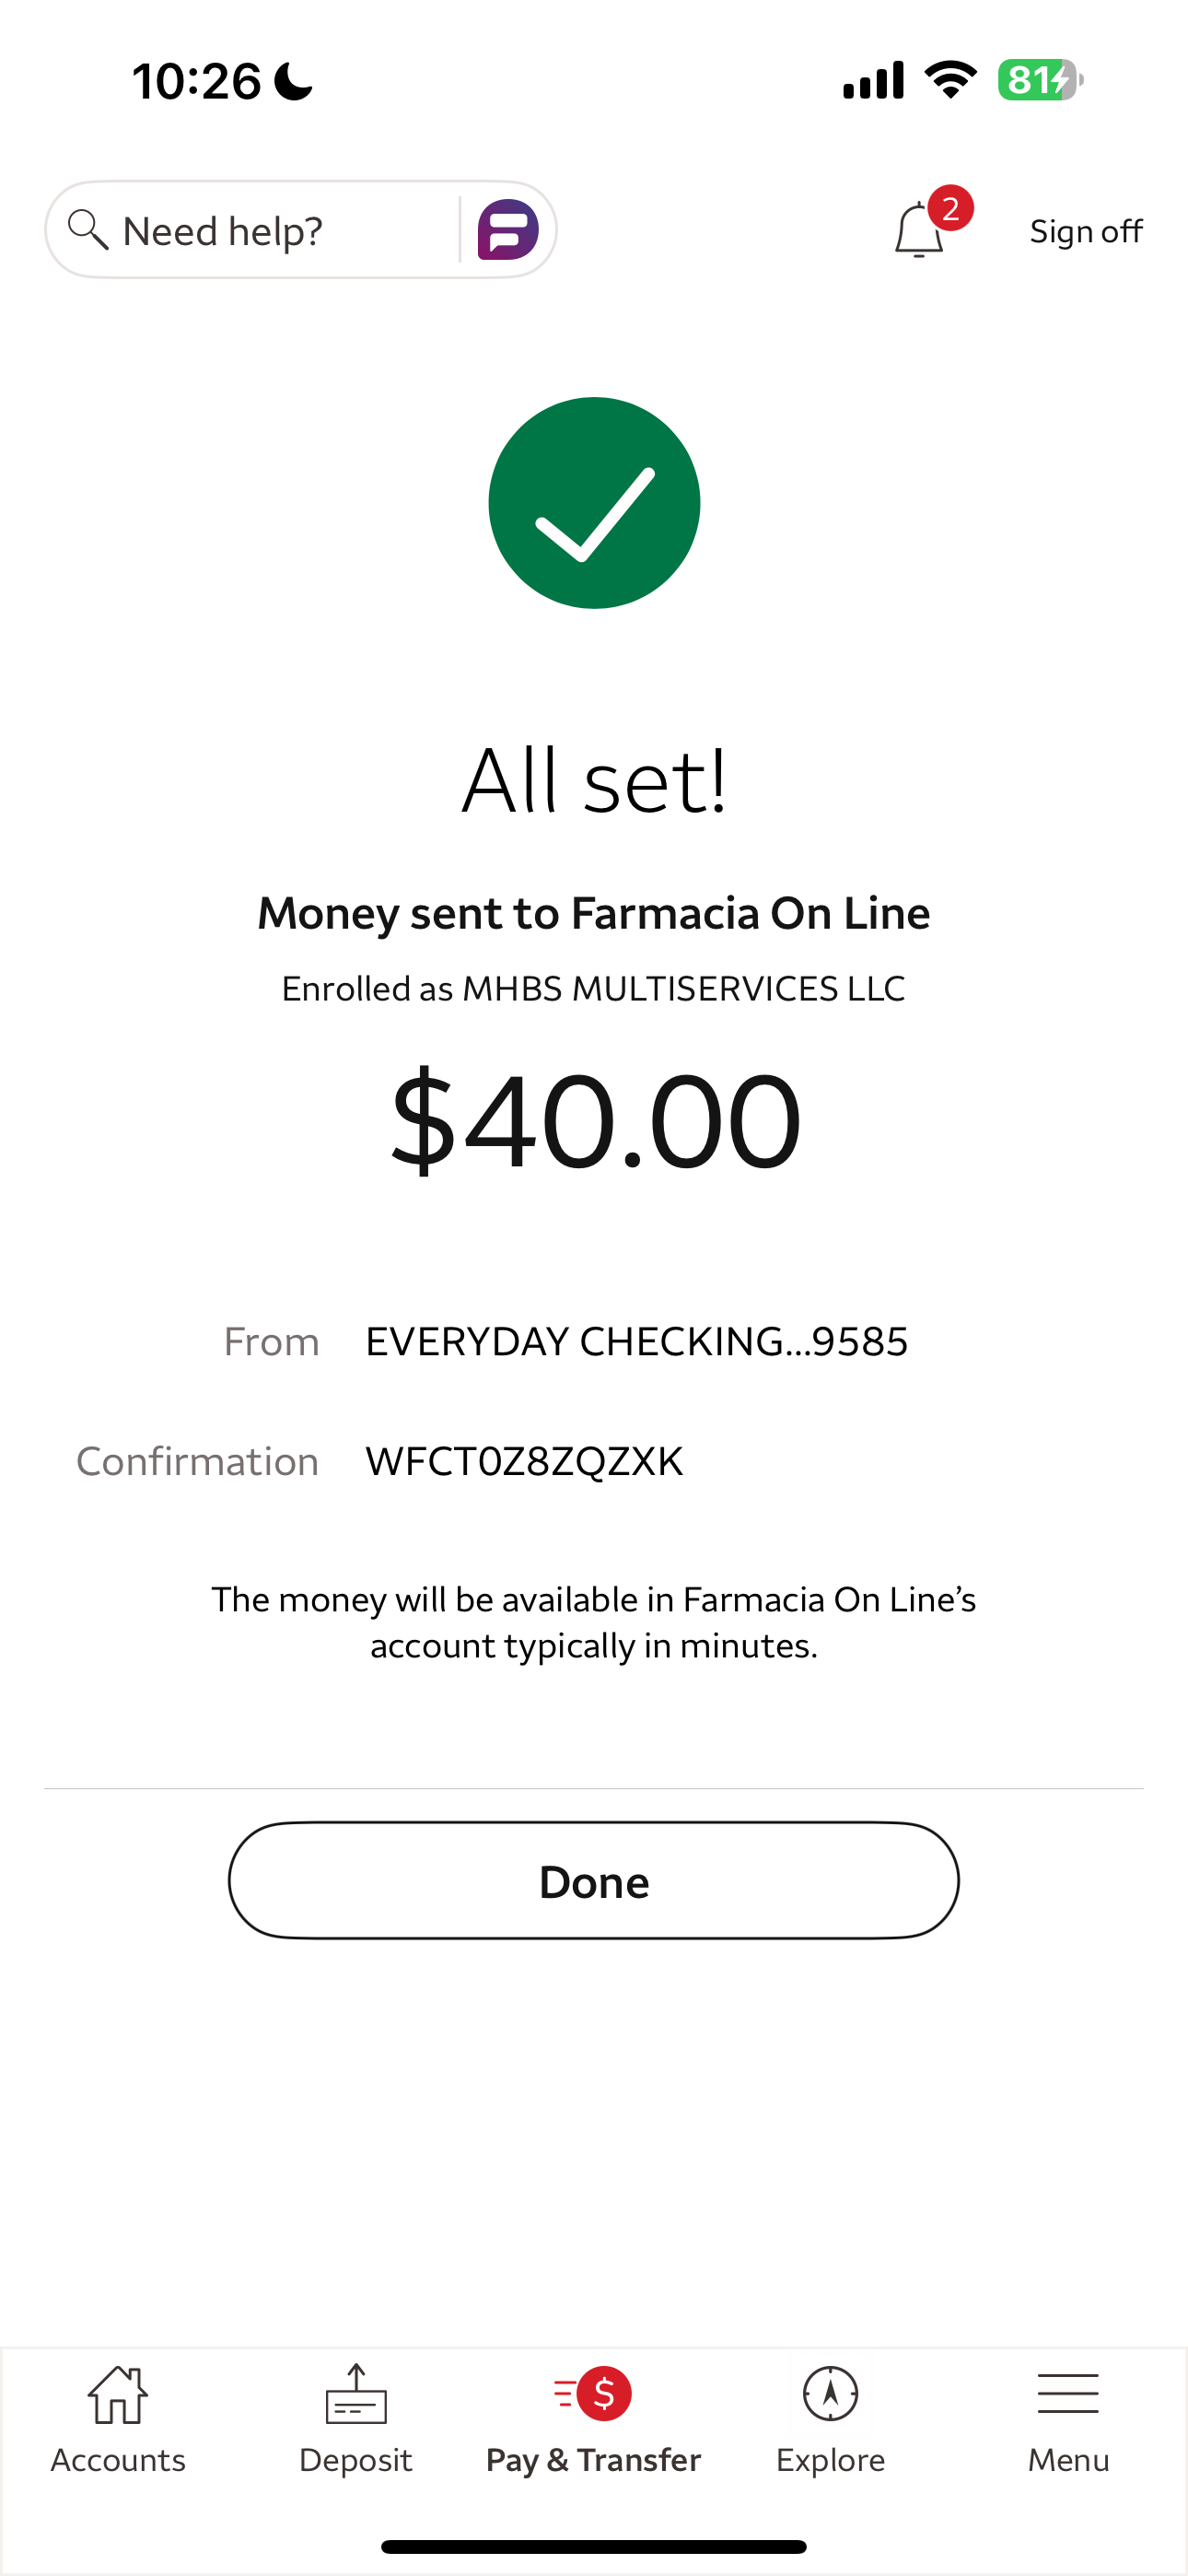 10:26
81
Need help?
2
Sign off
All set!
Money sent to Farmacia On Line
Enrolled as MHBS MULTISERVICES LLC
$40.00
From EVERYDAY CHECKING...9585
Confirmation WFCT0Z8ZQZXK
The money will be available in Farmacia On Line’s
account typically in minutes.
Done
$
Accounts Deposit Pay & Transfer Explore Menu